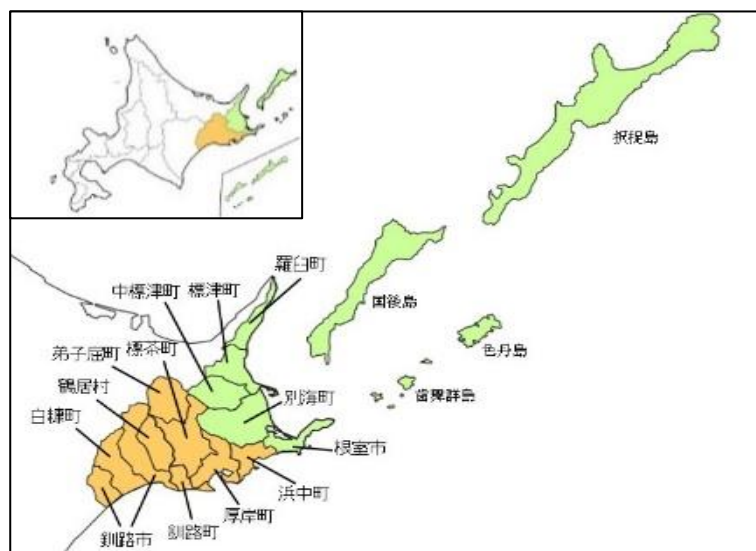 択捉島
羅臼町
中標津町
標津町
国後島
弟子屈町
標茶町
色丹島
鶴居村
別海町
歯舞群島
白糠町
根室市
浜中町
厚岸町
釧路市
釧路町